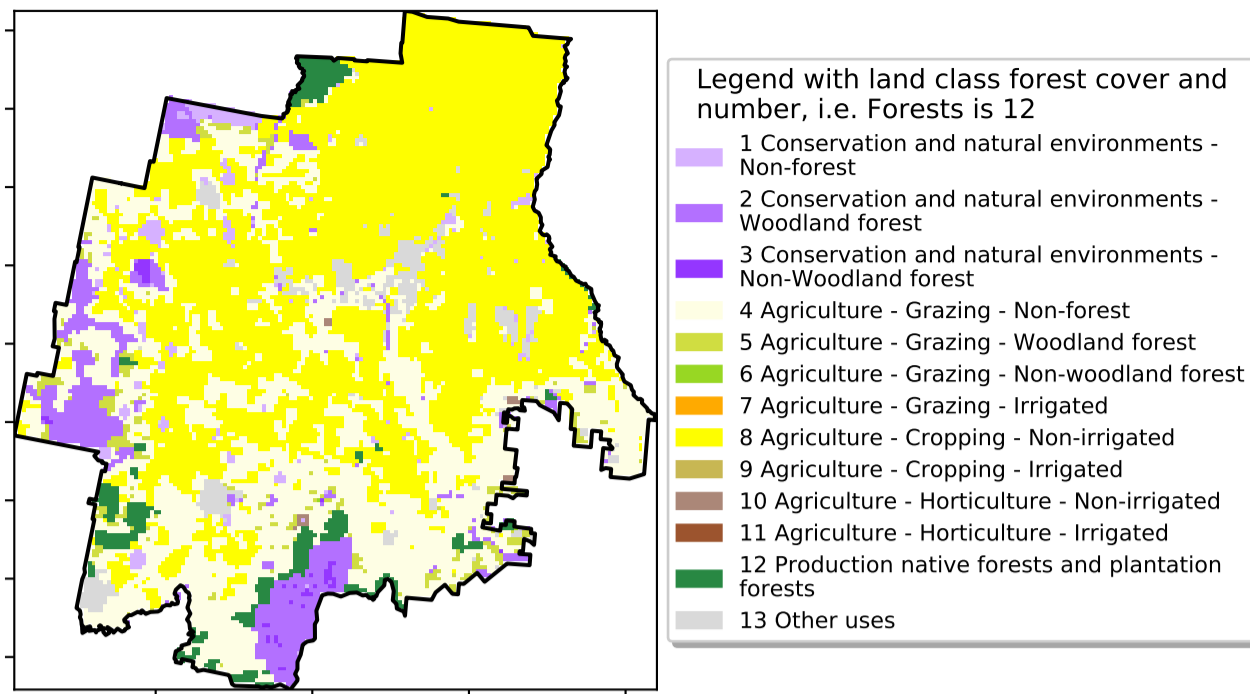 Legend with land class forest cover and
number, i.e. Forests is 12
1 Conservation and natural environments -
Non-forest
2 Conservation and natural environments -
Woodland forest
3 Conservation and natural environments -
Non-Woodland forest
4 Agriculture - Grazing - Non-forest
5 Agriculture - Grazing - Woodland forest
6 Agriculture - Grazing - Non-woodland forest
7 Agriculture - Grazing - Irrigated
8 Agriculture - Cropping - Non-irrigated
9 Agriculture - Cropping - Irrigated
10 Agriculture - Horticulture - Non-irrigated
11 Agriculture - Horticulture - Irrigated
12 Production native forests and plantation
forests
13 Other uses